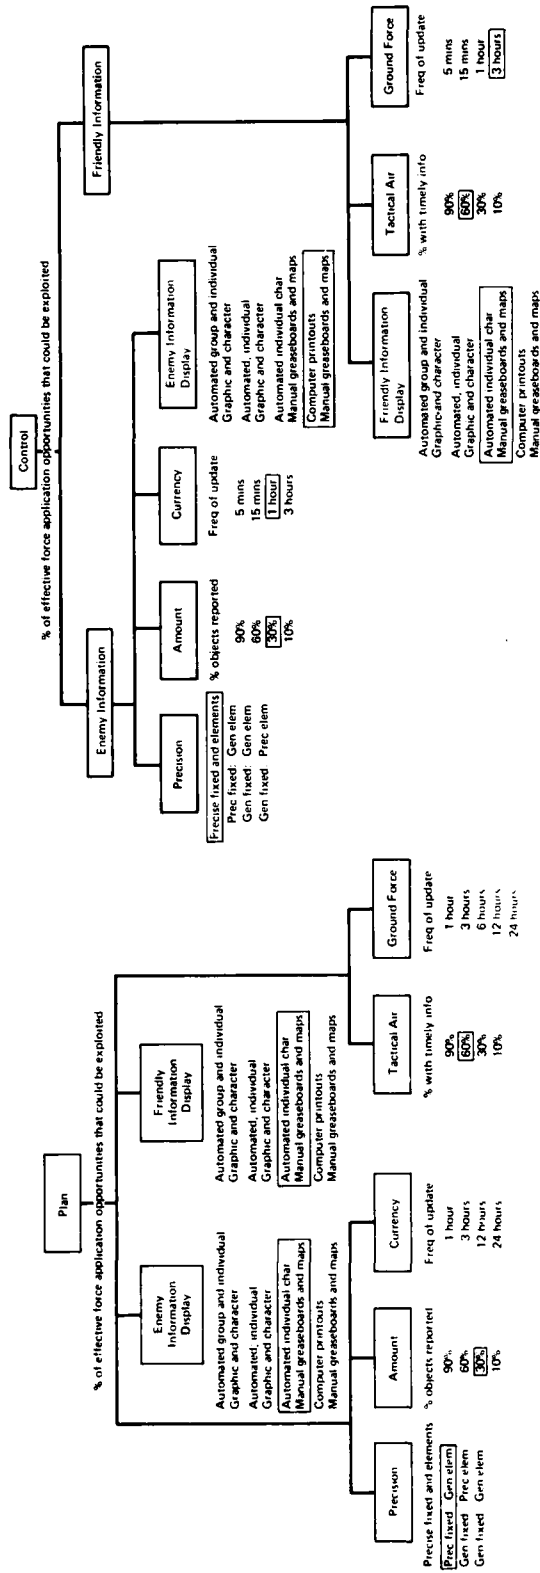 Plan
% of effective force application opportunities that could be exploited
Enemy
Information
Display
Automated group and individual
Graphic and character
Automated, individual
Graphic and character
Automated individual char
Manual greaseboards and maps
Computer printouts
Manual greaseboards and maps
Friendly
Information
Display
Automated group and individual
Graphic and character
Automated, individual
Graphic and character
Automated individual char
Manual greaseboards and maps
Computer printouts
Manual greaseboards and maps
Precision
Precise fixed and elements
Prec fixed Gen elem
Gen fixed Prec elem
Gen fixed Gen elem
Amount
% objects reported
90%
60%
30%
10%
Currency
Freq of update
1 hour
3 hours
12 hours
24 hours
Tactical Air
% with timely info
90%
60%
30%
10%
Ground Force
Freq of update
1 hour
3 hours
6 hours
12 hours
24 hours
Control
% of effective force application opportunities that could be exploited
Enemy Information
Friendly Information
Precision
Precise fixed and elements
Prec fixed: Gen elem
Gen fixed: Gen elem
Gen fixed: Prec elem
Amount
% objects reported
90%
60%
30%
10%
Currency
Freq of update
5 mins
15 mins
1 hour
3 hours
Enemy Information
Display
Automated group and individual
Graphic and character
Automated, individual
Graphic and character
Automated individual char
Manual greaseboards and maps
Computer printouts
Manual greaseboards and maps
Friendly Information
Display
Automated group and individual
Graphic and character
Automated, individual
Graphic and character
Automated individual char
Manual greaseboards and maps
Computer printouts
Manual greaseboards and maps
Tactical Air
% with timely info
90%
60%
30%
10%
Ground Force
Freq of update
5 mins
15 mins
1 hour
3 hours